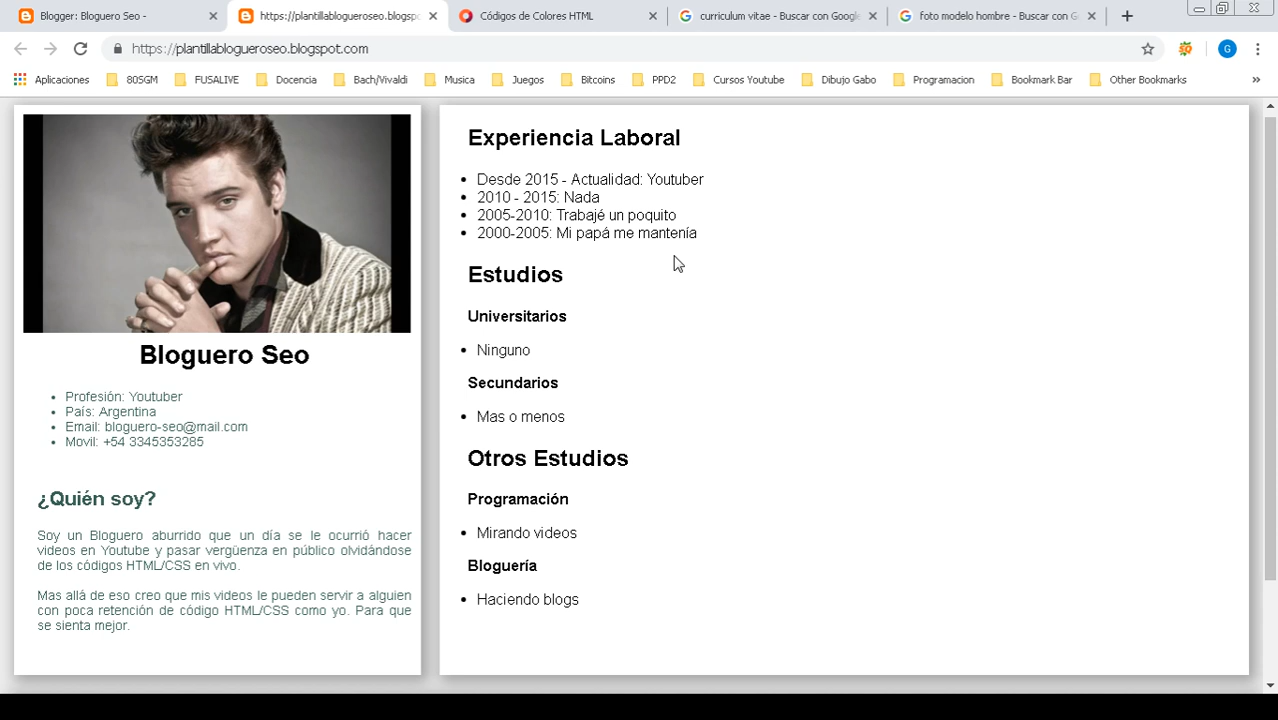 Blogger: Bloguero Seo -
https://plantillablogueroseo.blogspo
Códigos de Colores HTML
curriculum vitae - Buscar con Google
foto modelo hombre - Buscar con G
https://plantillablogueroseo.blogspot.com
G
Aplicaciones
80SGM
FUSALIVE
Docencia
Bach/Vivaldi
Musica
Juegos
Bitcoins
PPD2
Cursos Youtube
Dibujo Gabo
Programacion
Bookmark Bar
Other Bookmarks
Bloguero Seo
Profesión: Youtuber
País: Argentina
Email: bloguero-seo@mail.com
Movil: +54 3345353285
¿Quién soy?
Soy un Bloguero aburrido que un día se le ocurrió hacer
videos en Youtube y pasar vergüenza en público olvidándose
de los códigos HTML/CSS en vivo.
Mas allá de eso creo que mis videos le pueden servir a alguien
con poca retención de código HTML/CSS como yo. Para que
se sienta mejor.
Experiencia Laboral
Desde 2015 - Actualidad: Youtuber
2010 - 2015: Nada
2005-2010: Trabajé un poquito
2000-2005: Mi papá me mantenía
Estudios
Universitarios
Ninguno
Secundarios
Mas o menos
Otros Estudios
Programación
Mirando videos
Bloguería
Haciendo blogs